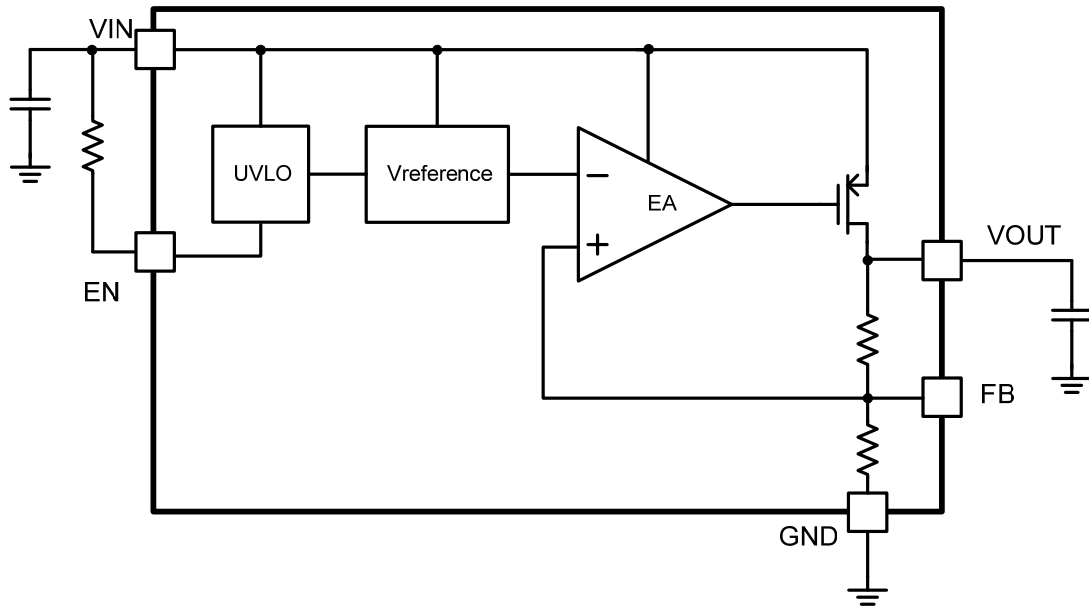 VIN
UVLO
Vreference
−
EA
+
VOUT
EN
FB
GND